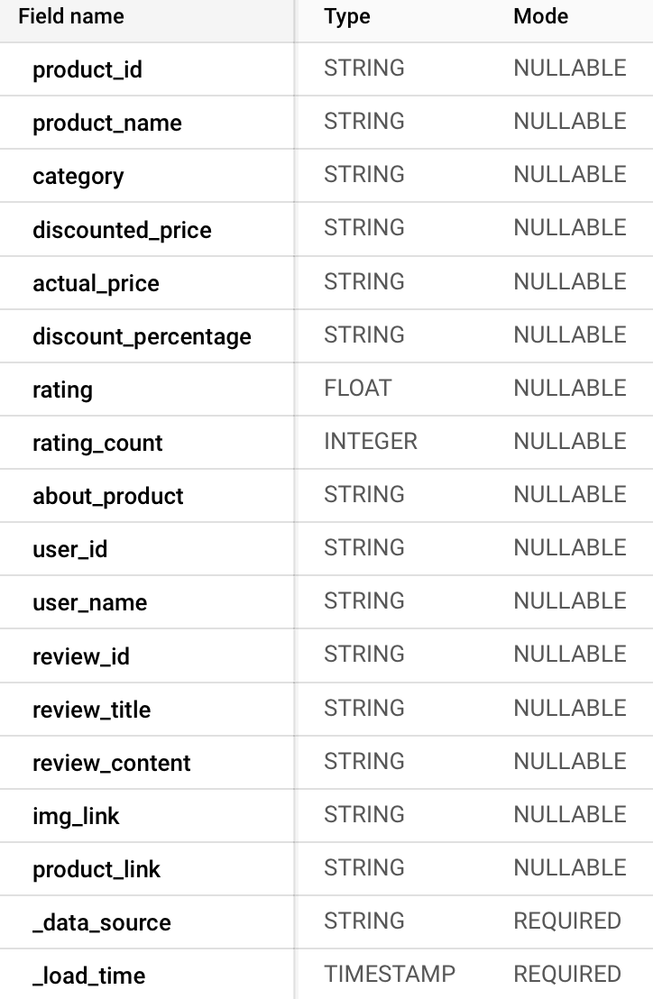 Field name Type Mode
product_id STRING NULLABLE
product_name STRING NULLABLE
category STRING NULLABLE
discounted_price STRING NULLABLE
actual_price STRING NULLABLE
discount_percentage STRING NULLABLE
rating FLOAT NULLABLE
rating_count INTEGER NULLABLE
about_product STRING NULLABLE
user_id STRING NULLABLE
user_name STRING NULLABLE
review_id STRING NULLABLE
review_title STRING NULLABLE
review_content STRING NULLABLE
img_link STRING NULLABLE
product_link STRING NULLABLE
_data_source STRING REQUIRED
_load_time TIMESTAMP REQUIRED